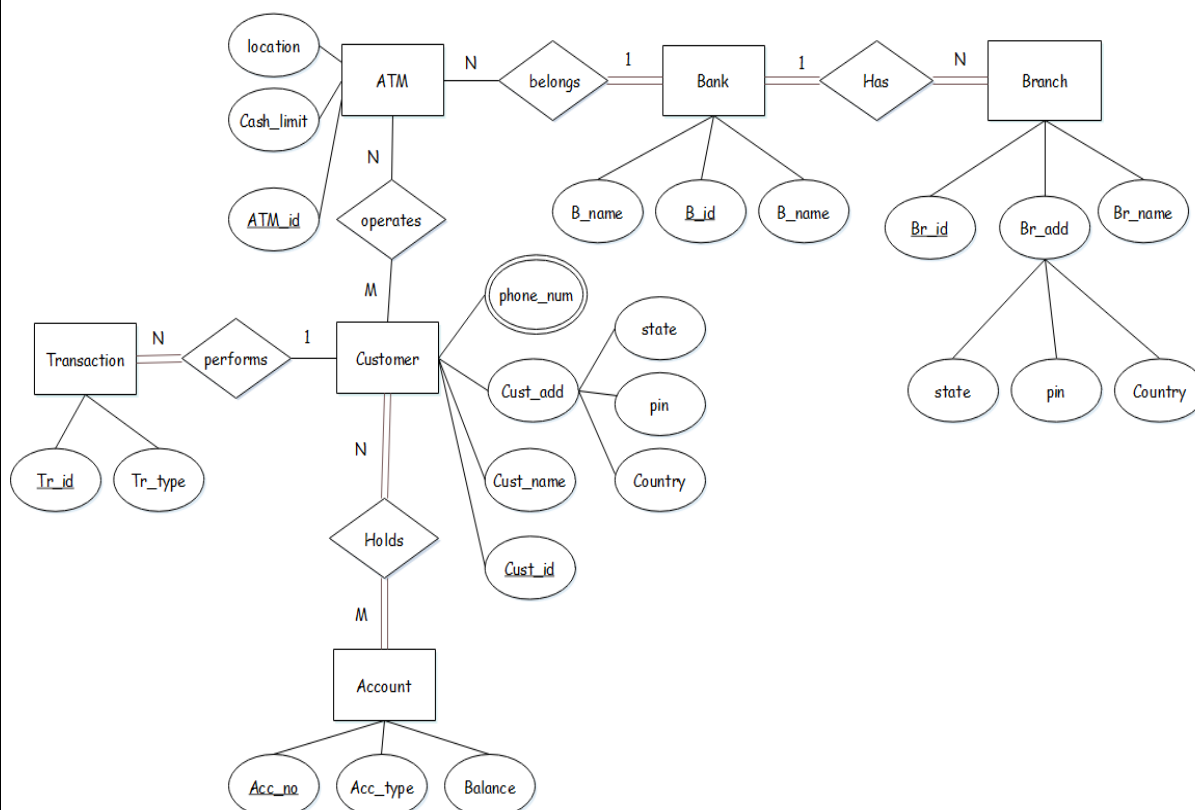 location
ATM
N
belongs
1
Bank
1
Has
N
Branch
Cash_limit
N
ATM_id
operates
B_name
B_id
B_name
Br_id
Br_add
Br_name
M
phone_num
state
Transaction
N
performs
1
Customer
Cust_add
pin
state
pin
Country
N
Tr_id
Tr_type
Cust_name
Country
Holds
Cust_id
M
Account
Acc_no
Acc_type
Balance